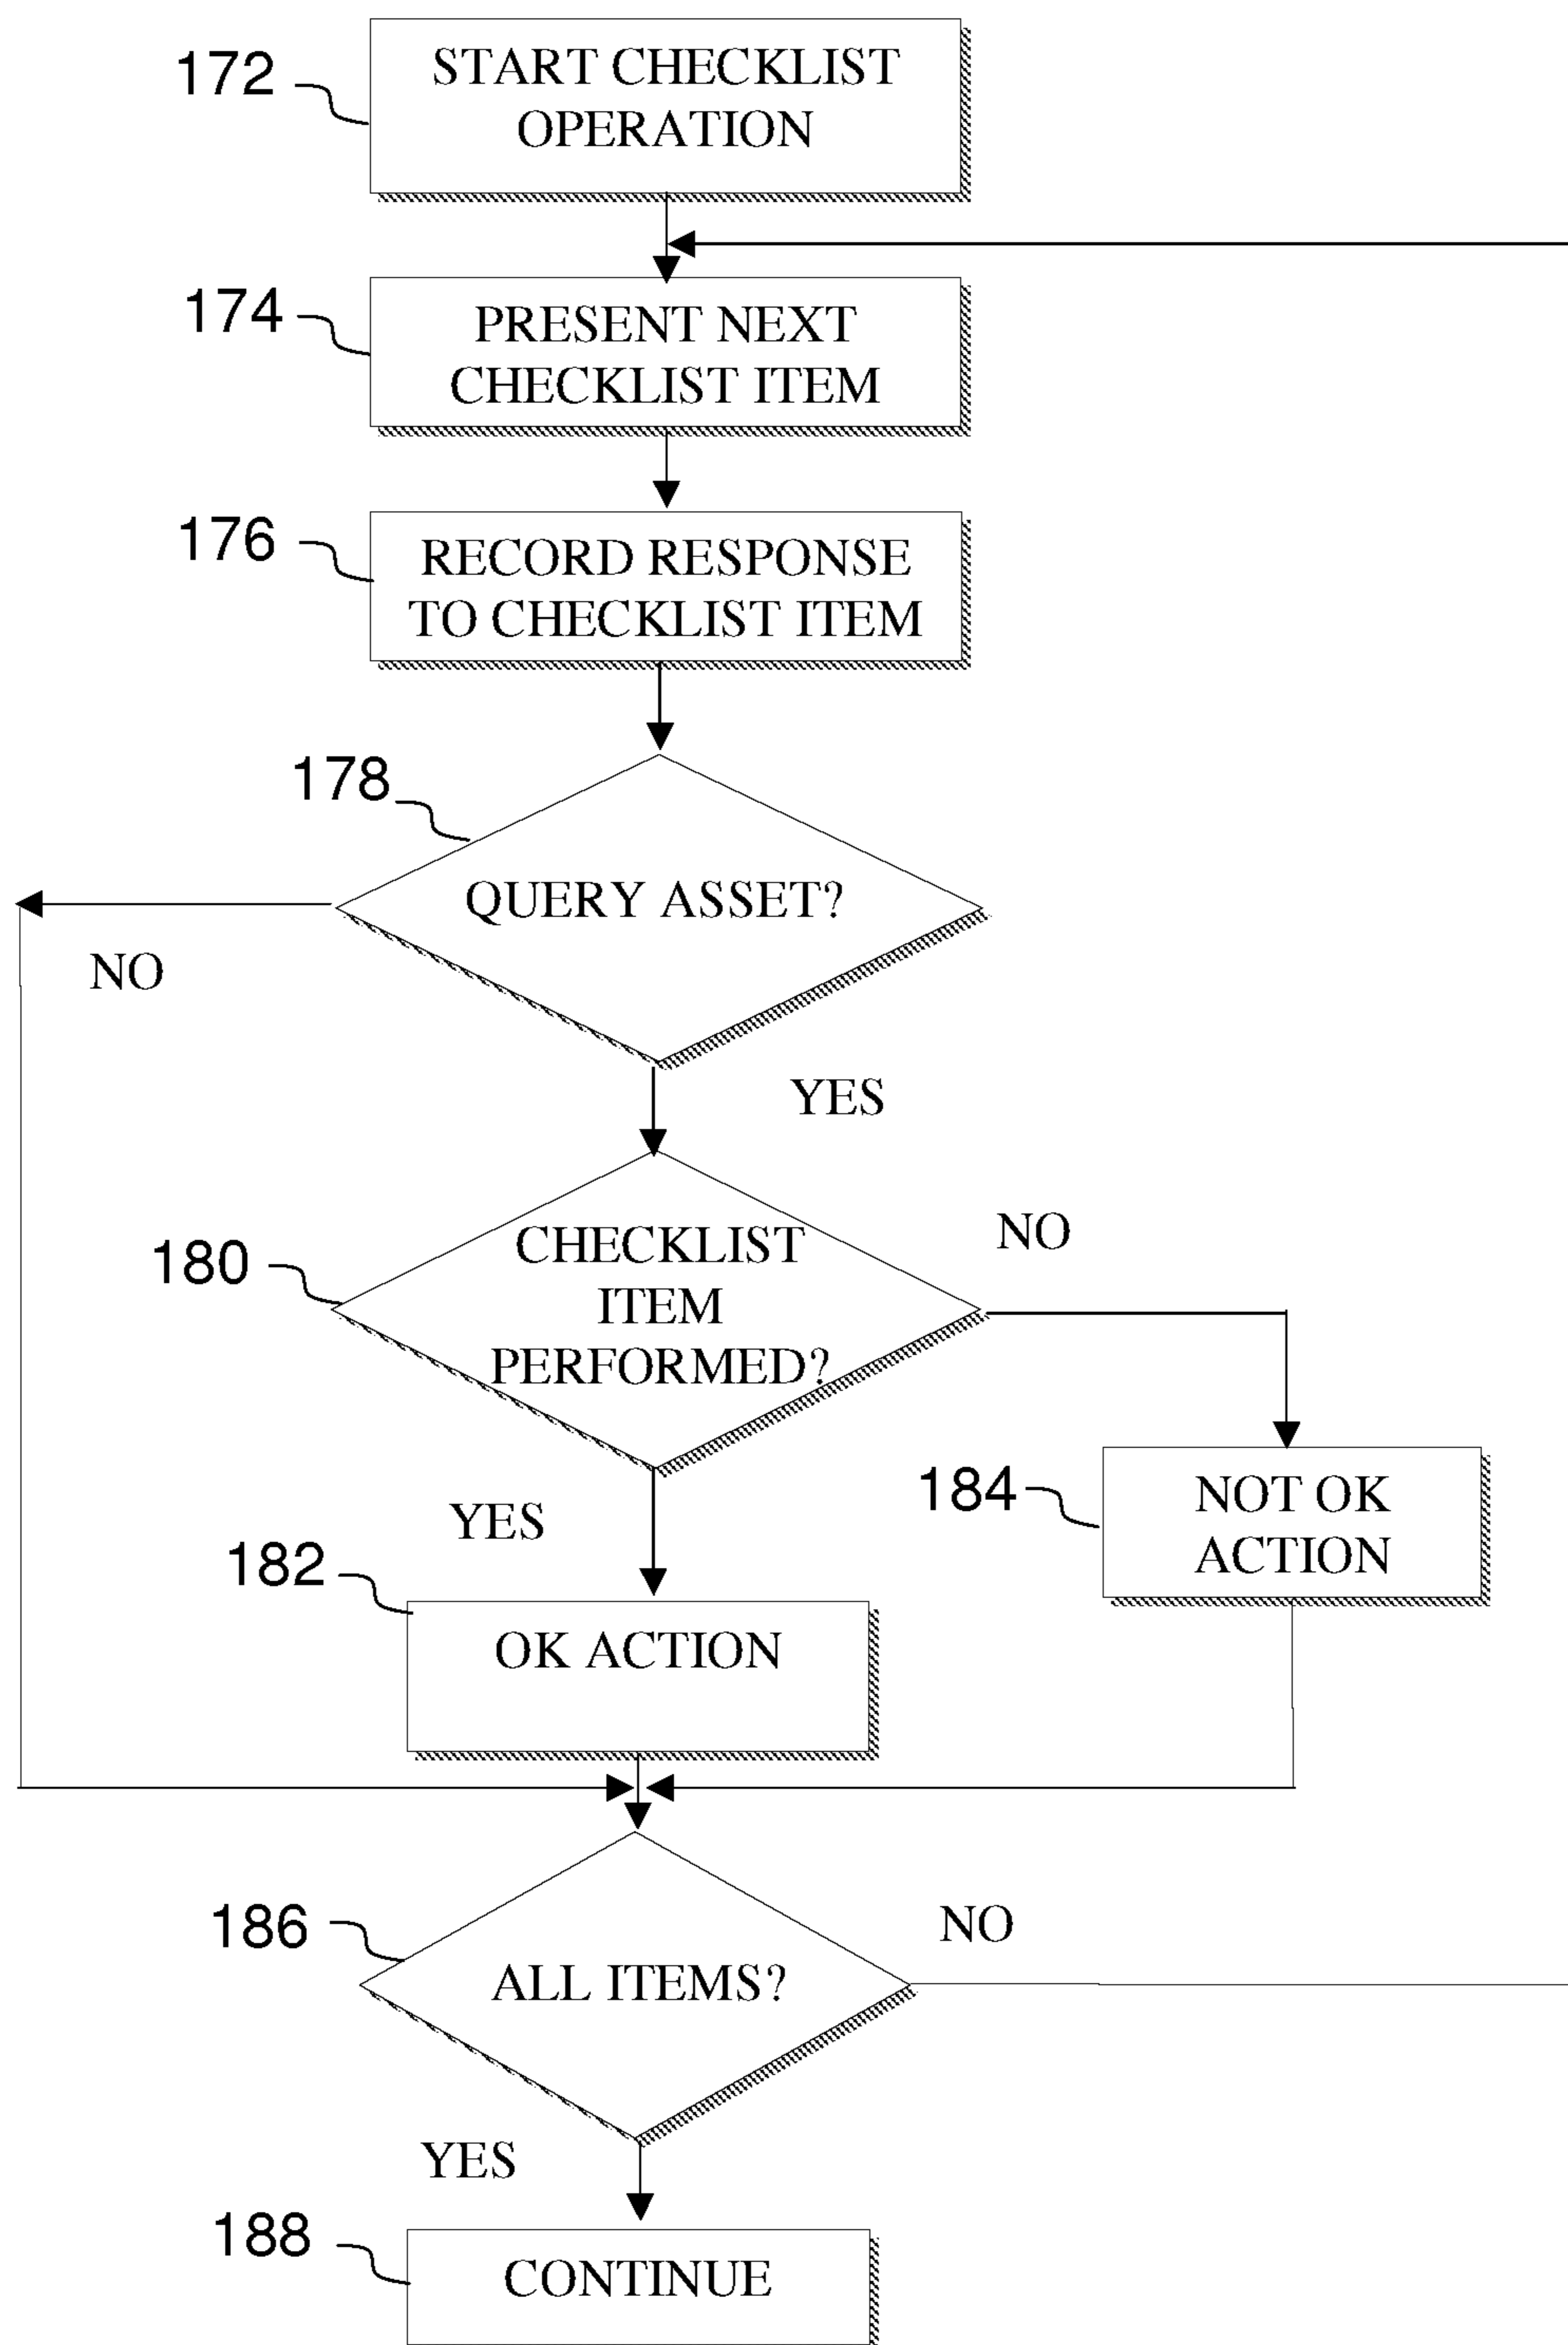 172
START CHECKLIST
OPERATION
174
PRESENT NEXT
CHECKLIST ITEM
176
RECORD RESPONSE
TO CHECKLIST ITEM
178
QUERY ASSET?
NO
YES
180
CHECKLIST
ITEM
PERFORMED?
NO
184
NOT OK
ACTION
YES
182
OK ACTION
186
ALL ITEMS?
NO
YES
188
CONTINUE